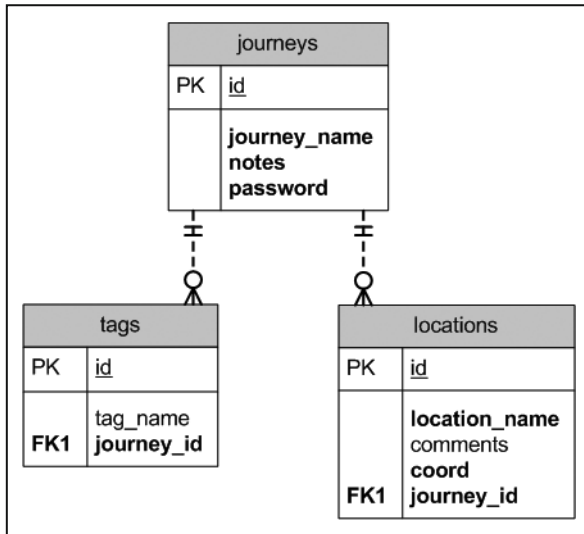 journeys
PK id
journey_name
notes
password
tags
PK id
tag_name
FK1 journey_id
locations
PK id
location_name
comments
coord
FK1 journey_id